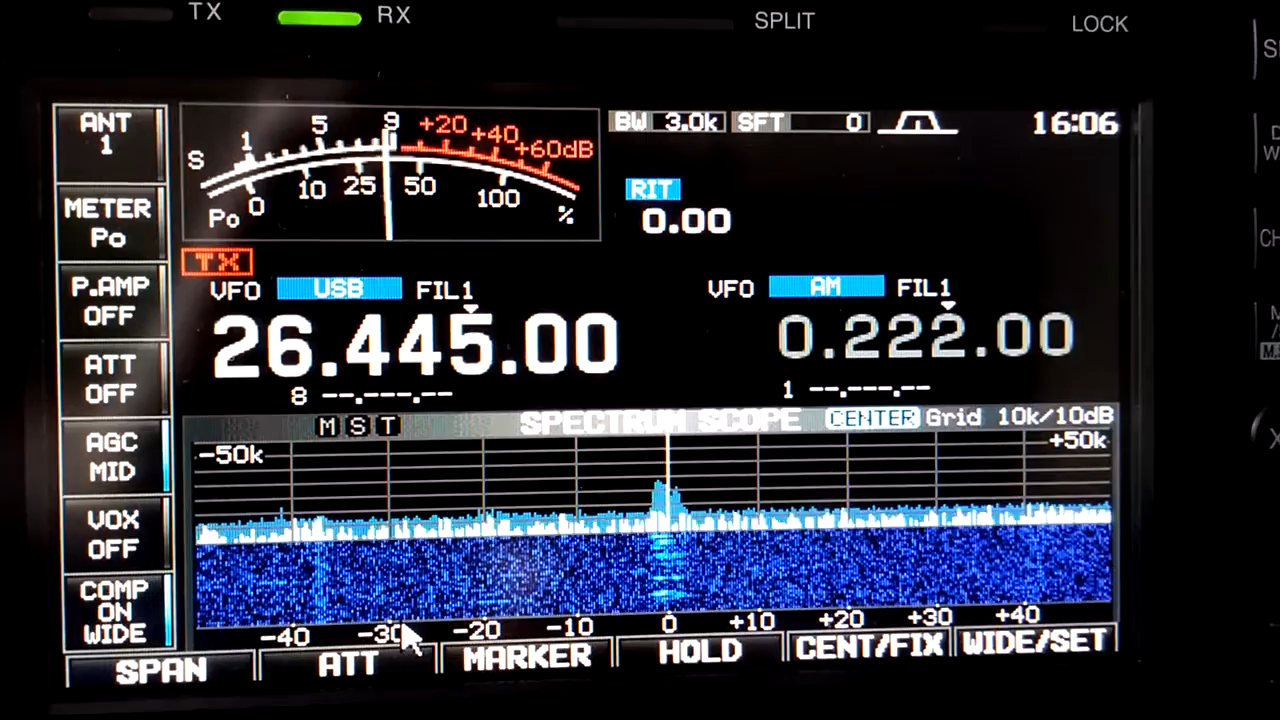 TX RX SPLIT LOCK
ANT
1
METER
Po
P.AMP
OFF
ATT
OFF
AGC
MID
VOX
OFF
COMP
ON
WIDE
S 1 5 9 +20 +40 +60dB
Po 0 10 25 50 100 %
BW 3.0k SFT 0 16:06
RIT
0.00
TX
VFO USB FIL1
26.445.00
8 --.---.--
VFO AM FIL1
0.222.00
1 --.---.--
M S T SPECTRUM SCOPE CENTER Grid 10k/10dB
-50k +50k
-40 -30 -20 -10 0 +10 +20 +30 +40
SPAN ATT MARKER HOLD CENT/FIX WIDE/SET